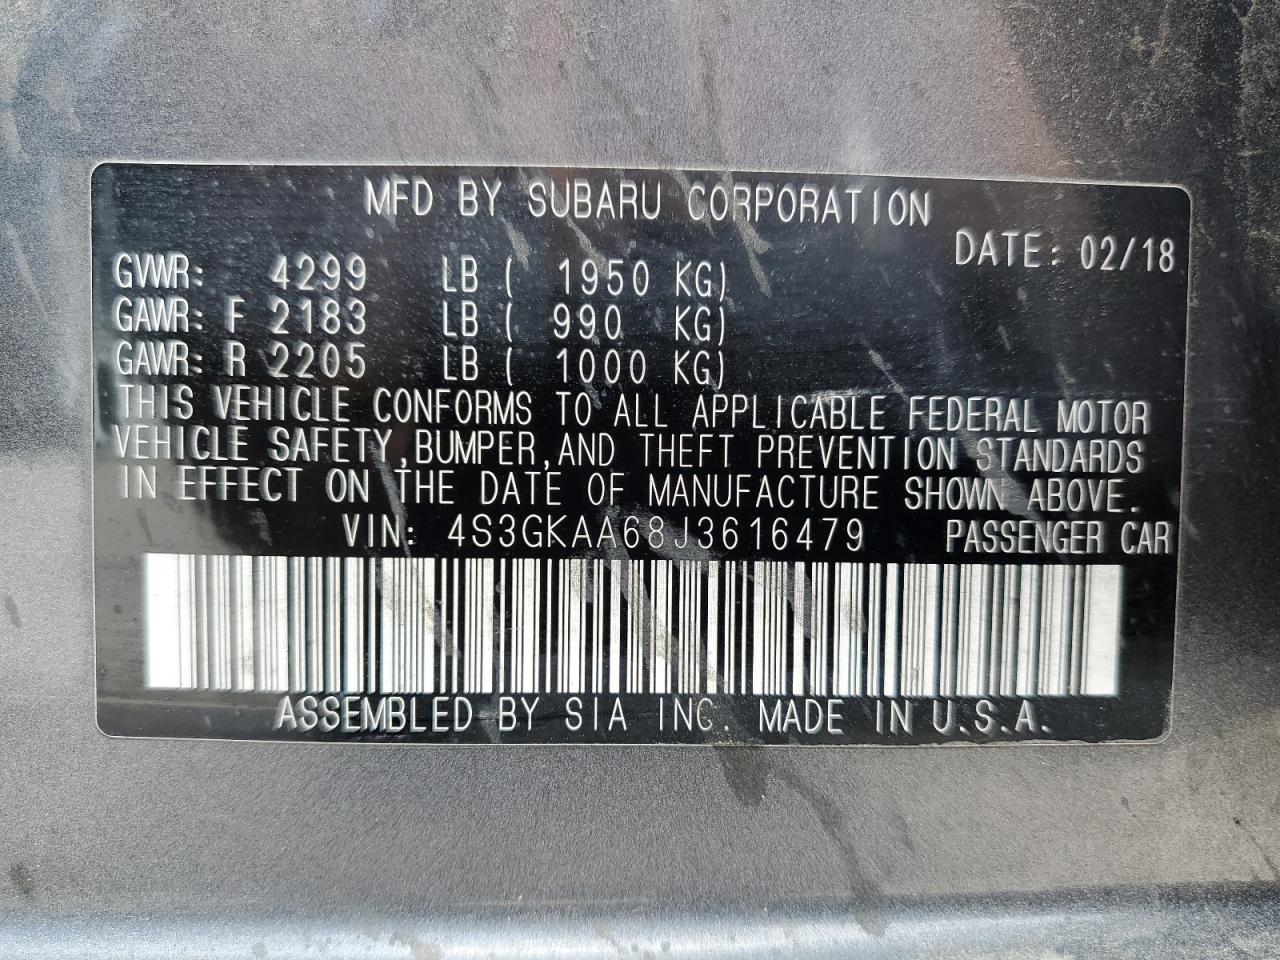 MFD BY SUBARU CORPORATION
DATE: 02/18
GVWR: 4299 LB ( 1950 KG)
GAWR: F 2183 LB ( 990 KG)
GAWR: R 2205 LB ( 1000 KG)
THIS VEHICLE CONFORMS TO ALL APPLICABLE FEDERAL MOTOR
VEHICLE SAFETY, BUMPER, AND THEFT PREVENTION STANDARDS
IN EFFECT ON THE DATE OF MANUFACTURE SHOWN ABOVE.
VIN: 4S3GKAA68J3616479 PASSENGER CAR
ASSEMBLED BY SIA INC. MADE IN U.S.A.